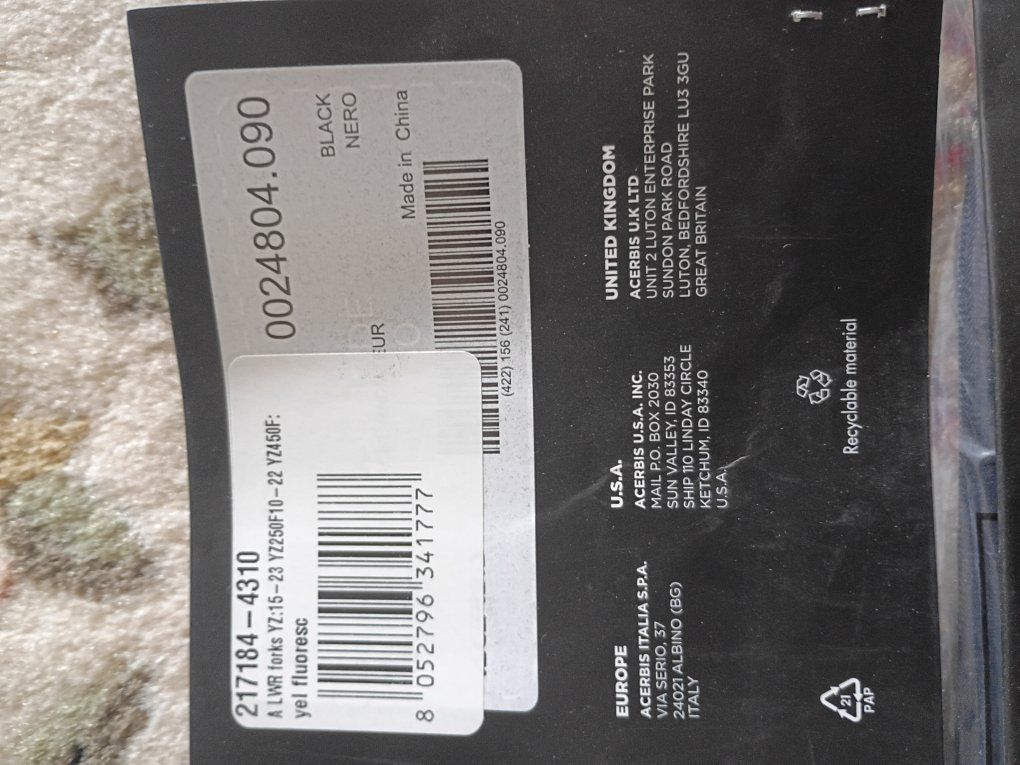 217184-4310
A LWR forks YZ:15-23 YZ250F10-22 YZ450F:
yel fluoresc
8 052796 341777
0024804.090
BLACK
NERO
EUR
Made in China
(422) 156 (241) 0024804.090
EUROPE
ACERBIS ITALIA S.P.A.
VIA SERIO, 37
24021 ALBINO (BG)
ITALY
U.S.A.
ACERBIS U.S.A. INC.
MAIL P.O. BOX 2030
SUN VALLEY, ID 83353
SHIP 110 LINDAY CIRCLE
KETCHUM, ID 83340
U.S.A.
UNITED KINGDOM
ACERBIS U.K LTD
UNIT 2 LUTON ENTERPRISE PARK
SUNDON PARK ROAD
LUTON, BEDFORDSHIRE LU3 3GU
GREAT BRITAIN
21
PAP
Recyclable material